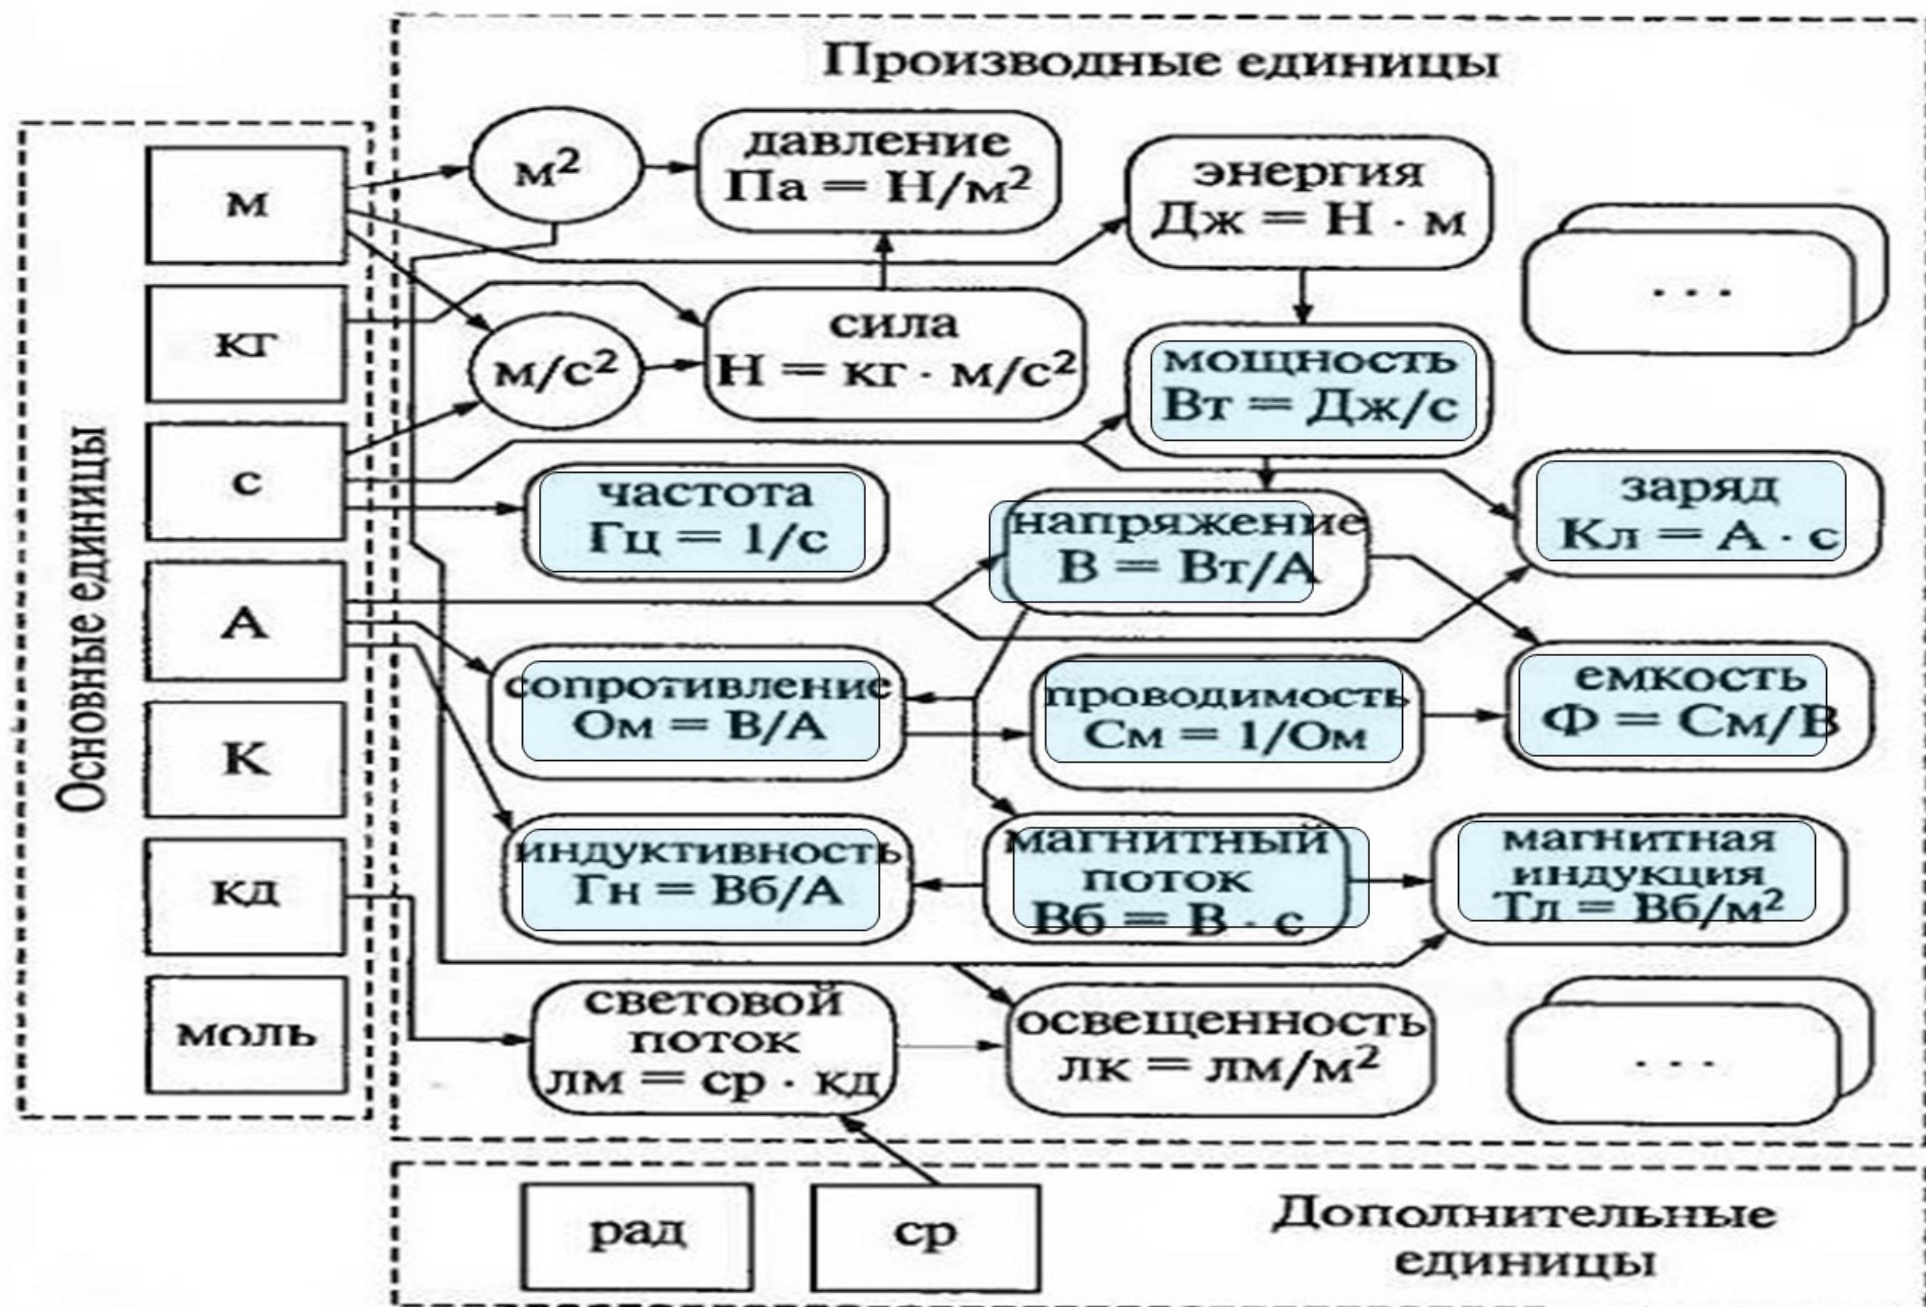 Производные единицы
Основные единицы
м
кг
с
А
К
кд
моль
м²
давление
Па = Н/м²
энергия
Дж = Н · м
. . .
м/с²
сила
Н = кг · м/с²
мощность
Вт = Дж/с
частота
Гц = 1/с
напряжение
В = Вт/А
заряд
Кл = А · с
сопротивление
Ом = В/А
проводимость
См = 1/Ом
емкость
Ф = См/В
индуктивность
Гн = Вб/А
магнитный
поток
Вб = В · с
магнитная
индукция
Тл = Вб/м²
световой
поток
лм = ср · кд
освещенность
лк = лм/м²
. . .
рад
ср
Дополнительные
единицы